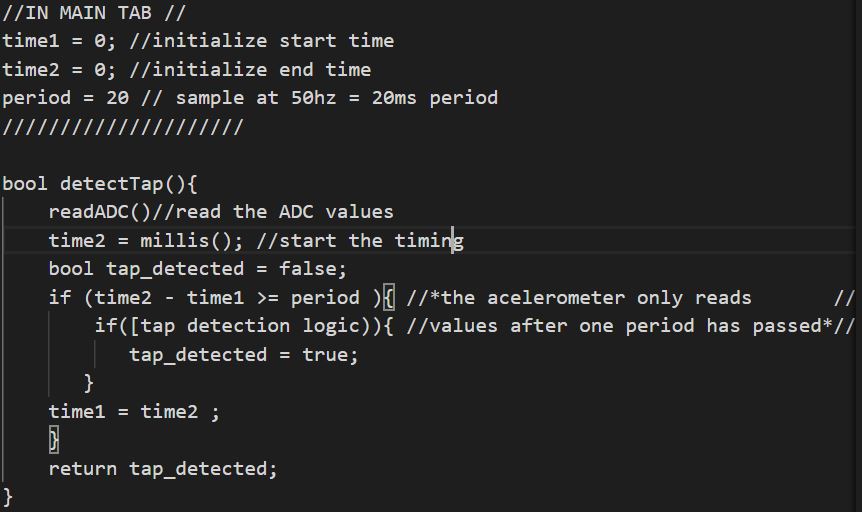 //IN MAIN TAB //
time1 = 0; //initialize start time
time2 = 0; //initialize end time
period = 20 // sample at 50hz = 20ms period
/////////////////////
bool detectTap(){
readADC()//read the ADC values
time2 = millis(); //start the timing
bool tap_detected = false;
if (time2 - time1 >= period ){ //*the acelerometer only reads       //
if([tap detection logic)){ //values after one period has passed*//
tap_detected = true;
}
time1 = time2 ;
}
return tap_detected;
}